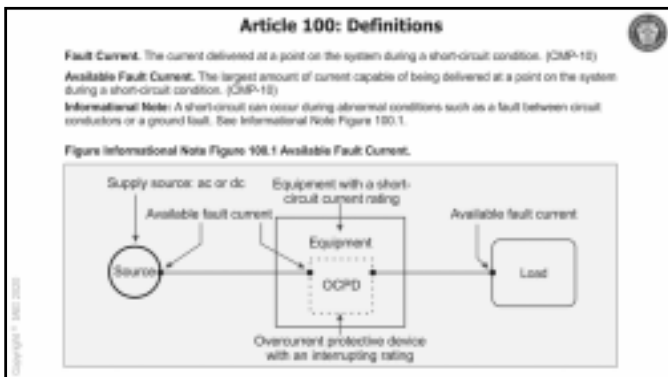 Article 100: Definitions
Fault Current. The current delivered at a point on the system during a short-circuit condition. (CMP-10)
Available Fault Current. The largest amount of current capable of being delivered at a point on the system
during a short-circuit condition. (CMP-10)
Informational Note: A short-circuit can occur during abnormal conditions such as a fault between circuit
conductors or a ground fault. See Informational Note Figure 100.1.
Figure Informational Note Figure 100.1 Available Fault Current.
Supply source: ac or dc
Equipment with a short-
circuit current rating
Available fault current
Available fault current
Equipment
Source
OCPD
Load
Overcurrent protective device
with an interrupting rating
Copyright ©
2020